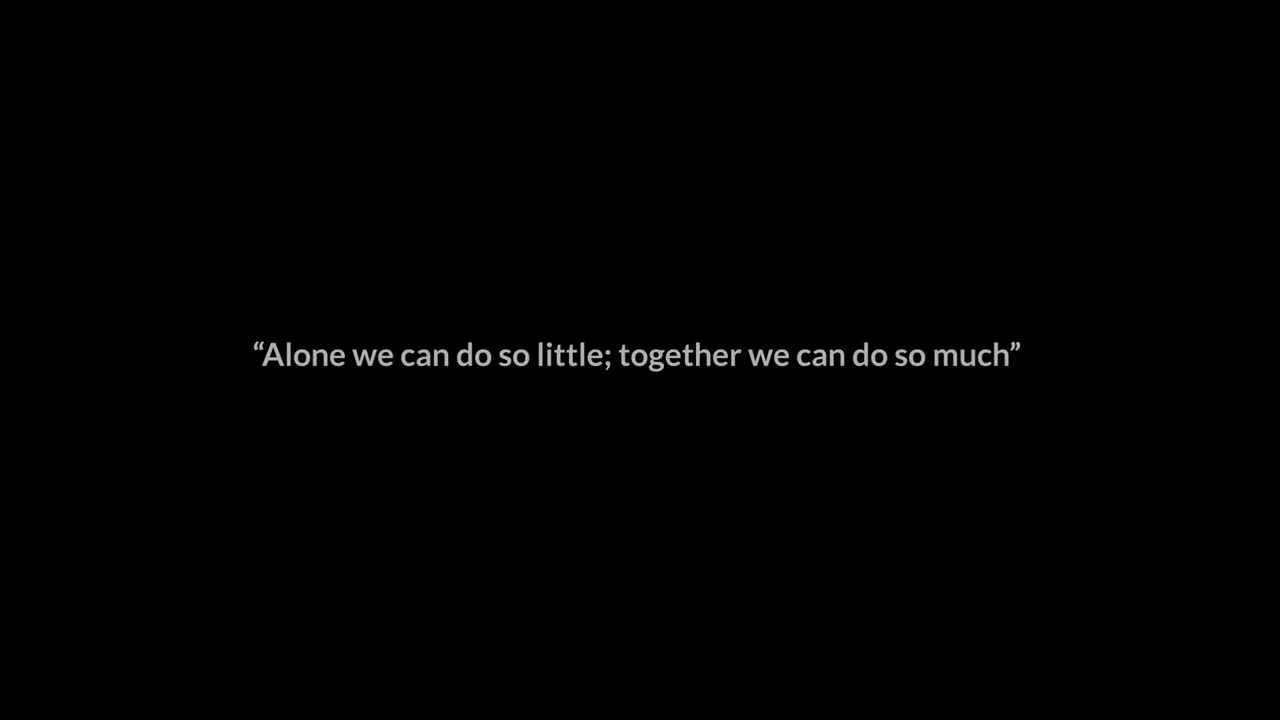 “Alone we can do so little; together we can do so much”